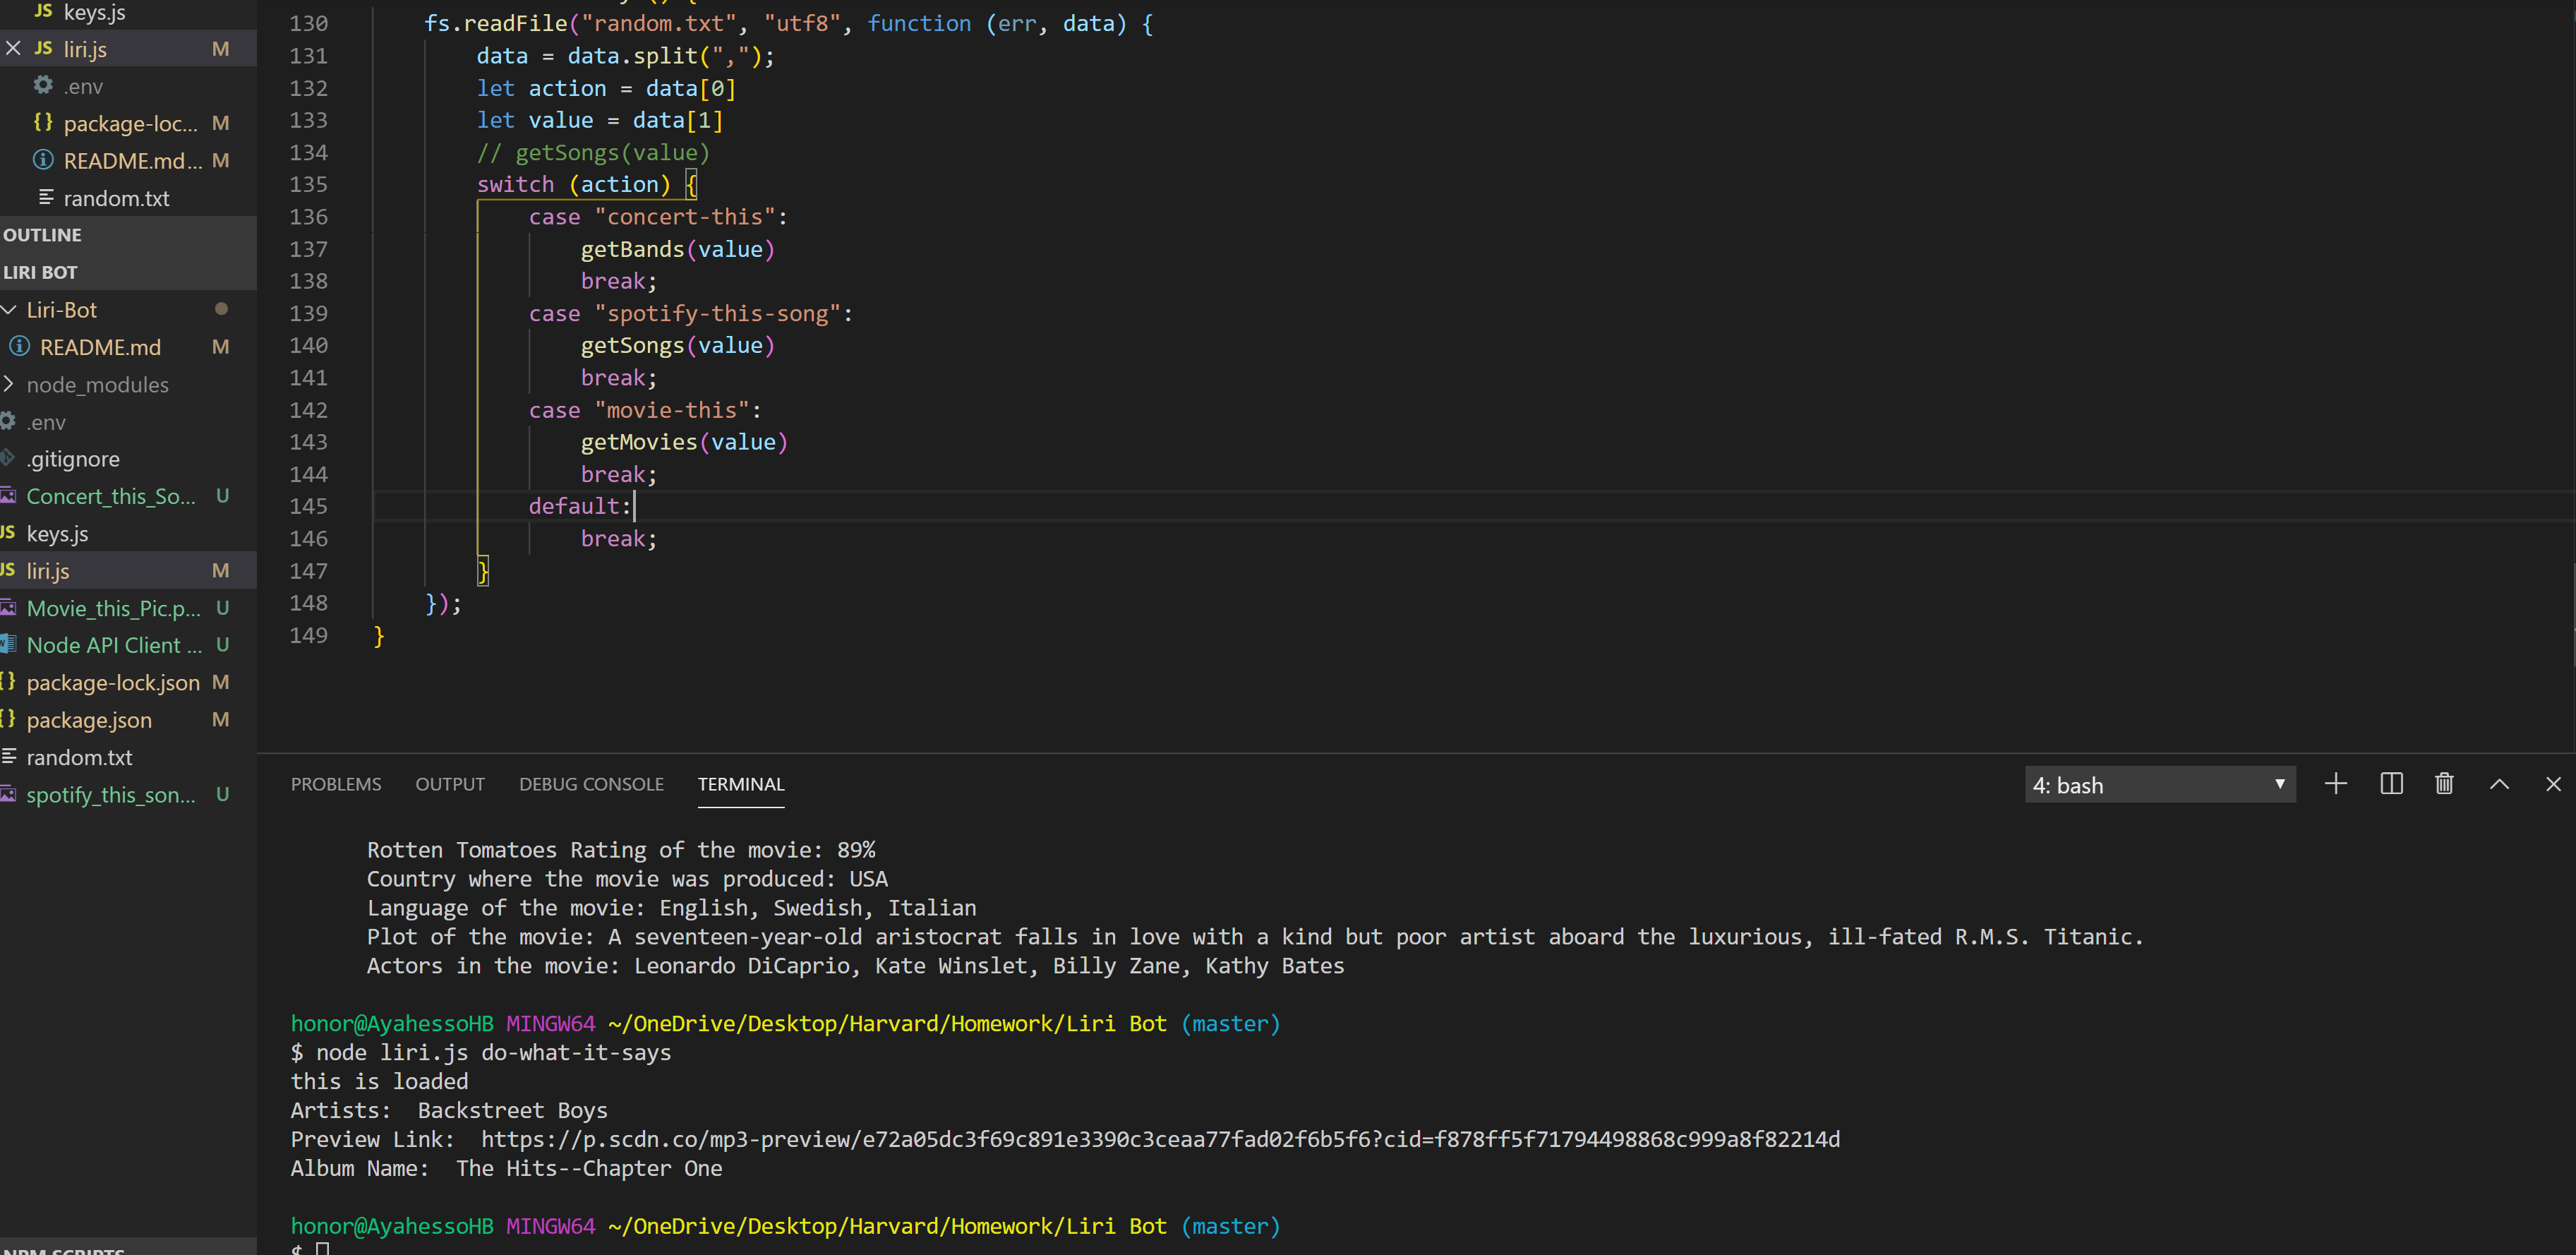 keys.js
liri.js M
.env
package-loc... M
README.md... M
random.txt
OUTLINE
LIRI BOT
Liri-Bot
README.md M
node_modules
.env
.gitignore
Concert_this_So... U
keys.js
liri.js M
Movie_this_Pic.p... U
Node API Client ... U
package-lock.json M
package.json M
random.txt
spotify_this_son... U
NPM SCRIPTS
130 fs.readFile("random.txt", "utf8", function (err, data) {
131 data = data.split(",");
132 let action = data[0]
133 let value = data[1]
134 // getSongs(value)
135 switch (action) {
136 case "concert-this":
137 getBands(value)
138 break;
139 case "spotify-this-song":
140 getSongs(value)
141 break;
142 case "movie-this":
143 getMovies(value)
144 break;
145 default:
146 break;
147 }
148 });
149 }
PROBLEMS OUTPUT DEBUG CONSOLE TERMINAL 4: bash
Rotten Tomatoes Rating of the movie: 89%
Country where the movie was produced: USA
Language of the movie: English, Swedish, Italian
Plot of the movie: A seventeen-year-old aristocrat falls in love with a kind but poor artist aboard the luxurious, ill-fated R.M.S. Titanic.
Actors in the movie: Leonardo DiCaprio, Kate Winslet, Billy Zane, Kathy Bates
honor@AyahessoHB MINGW64 ~/OneDrive/Desktop/Harvard/Homework/Liri Bot (master)
$ node liri.js do-what-it-says
this is loaded
Artists:  Backstreet Boys
Preview Link:  https://p.scdn.co/mp3-preview/e72a05dc3f69c891e3390c3ceaa77fad02f6b5f6?cid=f878ff5f71794498868c999a8f82214d
Album Name:  The Hits--Chapter One
honor@AyahessoHB MINGW64 ~/OneDrive/Desktop/Harvard/Homework/Liri Bot (master)
$